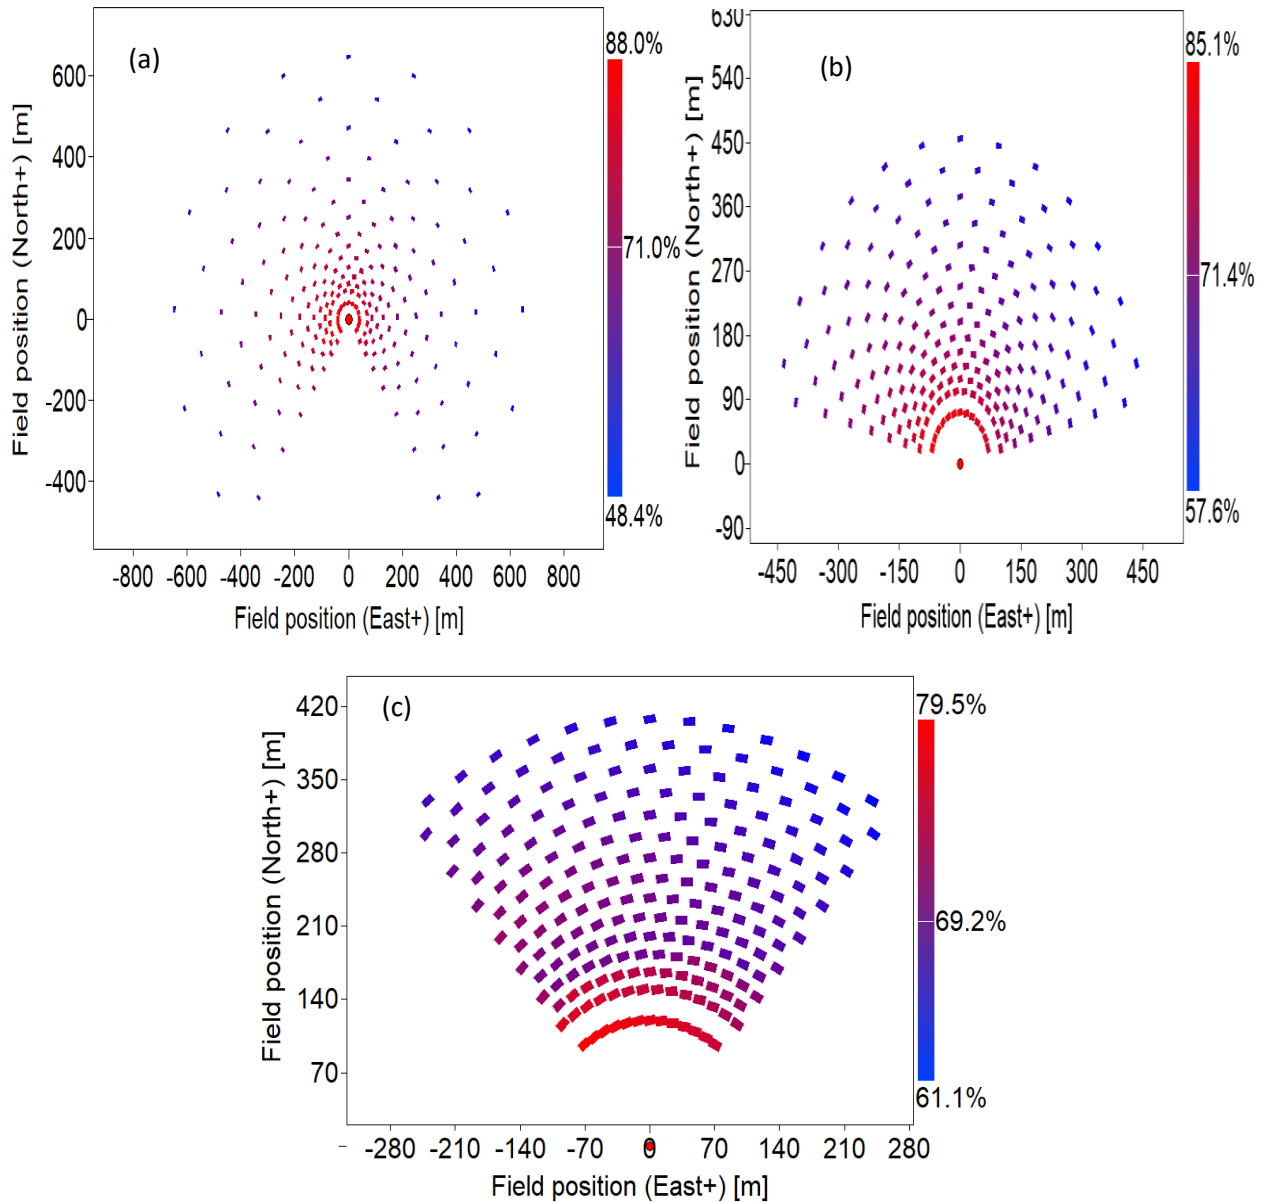 (a)
88.0%
71.0%
48.4%
600
400
200
0
-200
-400
Field position (North+) [m]
-800 -600 -400 -200 0 200 400 600 800
Field position (East+) [m]
(b)
85.1%
71.4%
57.6%
630
540
450
360
270
180
90
0
-90
Field position (North+) [m]
-450 -300 -150 0 150 300 450
Field position (East+) [m]
(c)
79.5%
69.2%
61.1%
420
350
280
210
140
70
Field position (North+) [m]
-280 -210 -140 -70 0 70 140 210 280
Field position (East+) [m]